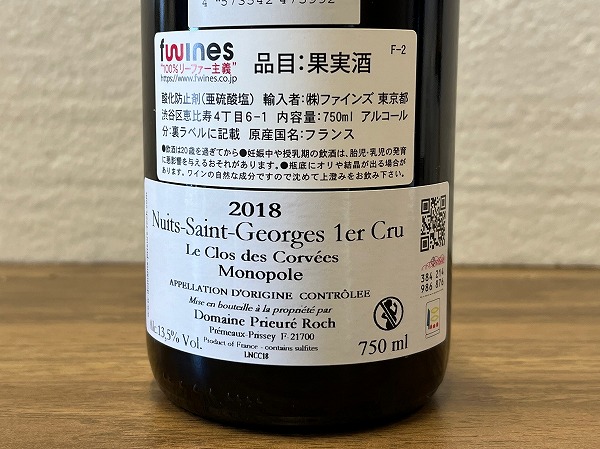 4 573542 475992
fwines
"100%リーファー主義"
https://www.fwines.co.jp
品目:果実酒
F-2
酸化防止剤(亜硫酸塩) 輸入者:㈱ファインズ 東京都
渋谷区恵比寿4丁目6-1 内容量:750ml アルコール
分:裏ラベルに記載 原産国名:フランス
●飲酒は20歳を過ぎてから●妊娠中や授乳期の飲酒は、胎児・乳児の発育
に悪影響を与えるおそれがあります。●瓶底にオリや結晶が出る場合が
あります。ワインの自然な成分ですので沈めて上澄みをお飲み下さい。
2018
Nuits-Saint-Georges 1er Cru
Le Clos des Corvées
Monopole
APPELLATION D'ORIGINE CONTRÔLÉE
Mise en bouteille à la propriété par
Domaine Prieuré Roch
Prémeaux-Prissey F-21700
Alc.13,5% Vol.
Product of France - contains sulfites
LNCC18
750 ml
384 214
986 876